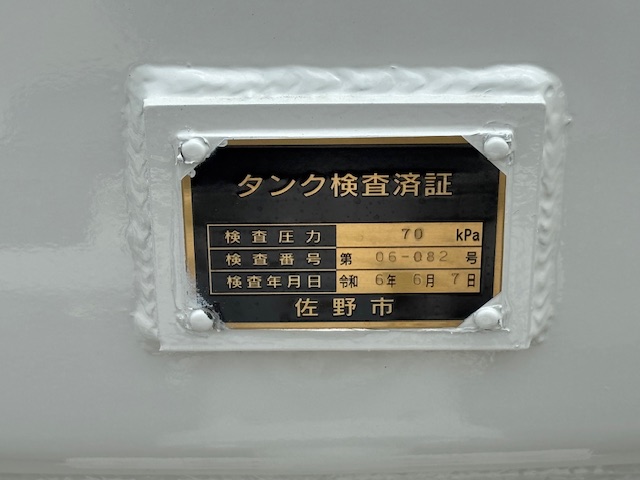 タンク検査済証
検査圧力 70 kPa
検査番号 第 06-082 号
検査年月日 令和 6年 6月 7日
佐野市